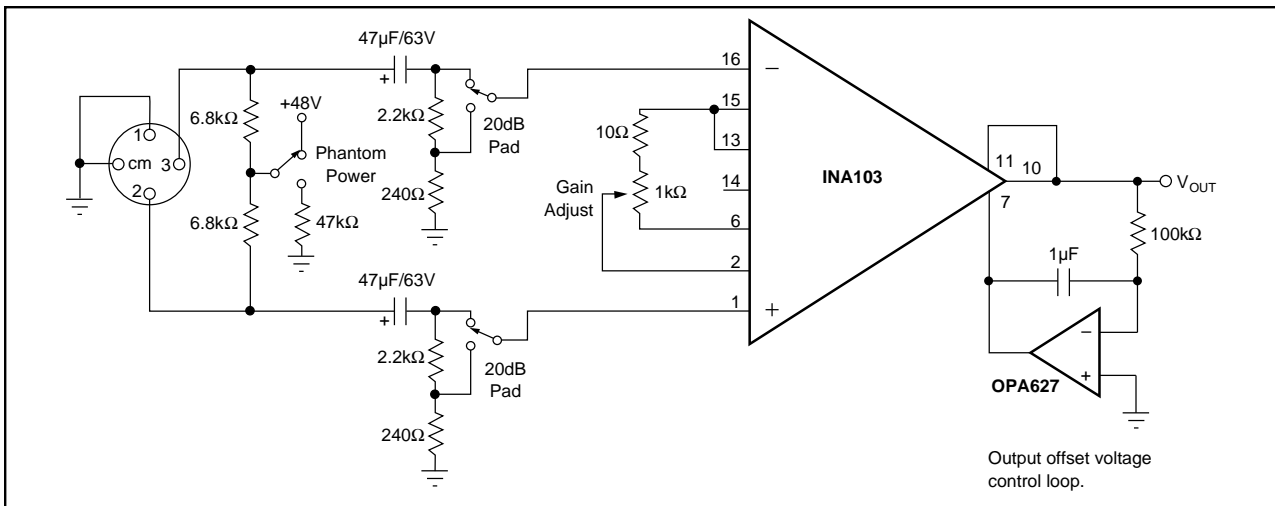 47µF/63V
+
16
−
15
10Ω
13
14
Gain
Adjust
1kΩ
6
2
1
+
INA103
11
10
7
V_OUT
100kΩ
1µF
−
+
OPA627
Output offset voltage
control loop.
6.8kΩ
+48V
Phantom
Power
47kΩ
6.8kΩ
1
cm
3
2
2.2kΩ
20dB
Pad
240Ω
47µF/63V
+
2.2kΩ
20dB
Pad
240Ω